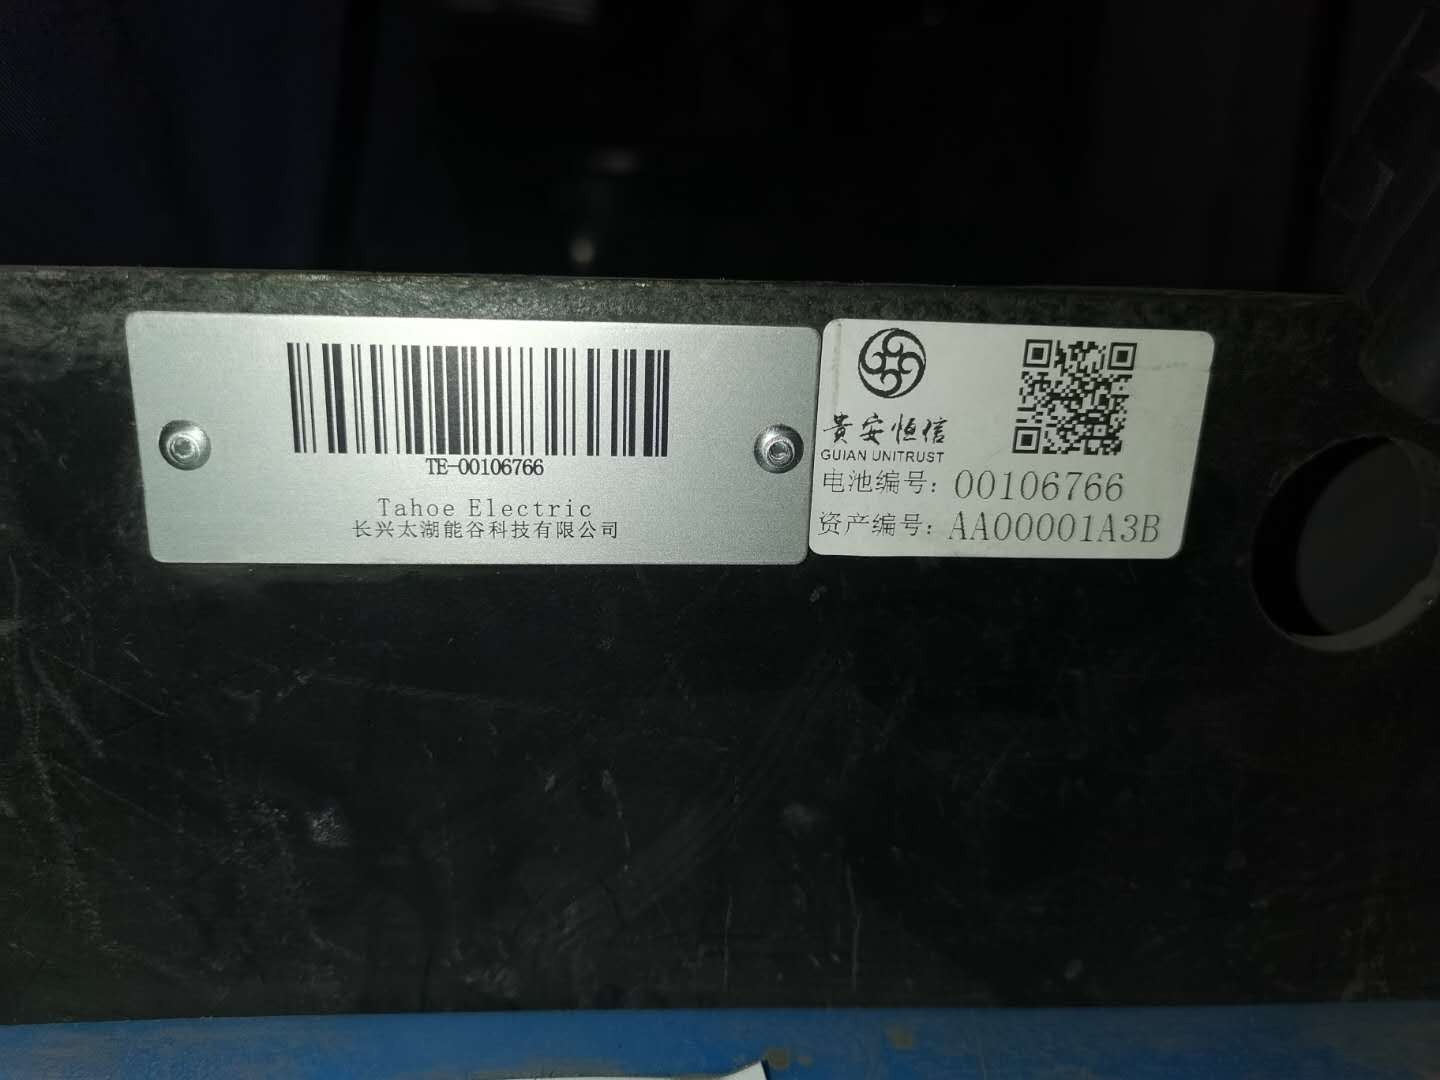 TE-00106766
Tahoe Electric
长兴太湖能谷科技有限公司
贵安恒信
GUIAN UNITRUST
电池编号：00106766
资产编号：AA00001A3B